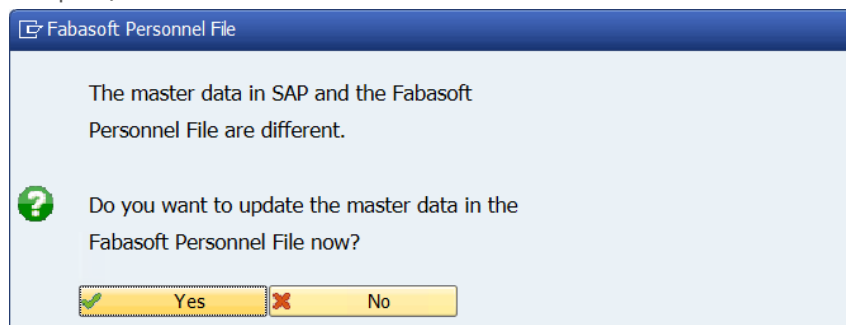 Fabasoft Personnel File
The master data in SAP and the Fabasoft
Personnel File are different.
Do you want to update the master data in the
Fabasoft Personnel File now?
Yes No